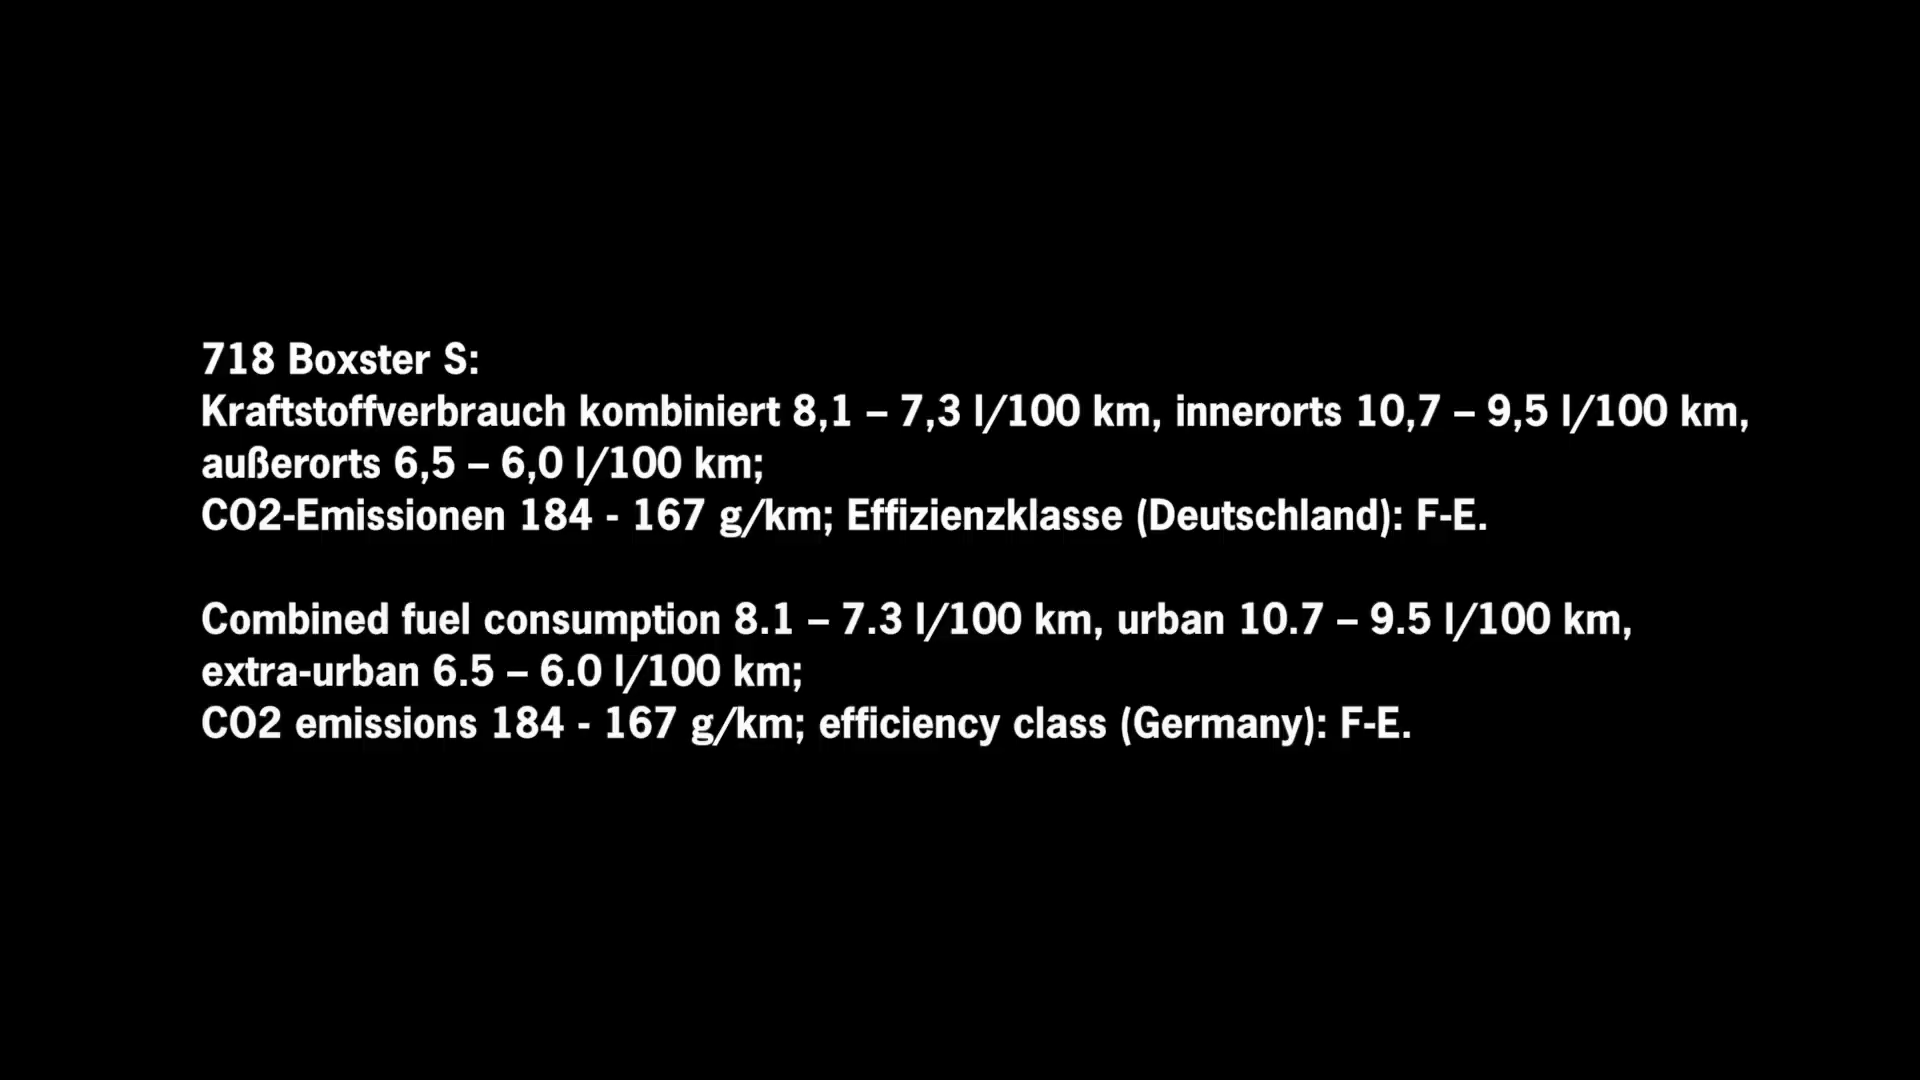 718 Boxster S:
Kraftstoffverbrauch kombiniert 8,1 – 7,3 l/100 km, innerorts 10,7 – 9,5 l/100 km,
außerorts 6,5 – 6,0 l/100 km;
CO2-Emissionen 184 - 167 g/km; Effizienzklasse (Deutschland): F-E.
Combined fuel consumption 8.1 – 7.3 l/100 km, urban 10.7 – 9.5 l/100 km,
extra-urban 6.5 – 6.0 l/100 km;
CO2 emissions 184 - 167 g/km; efficiency class (Germany): F-E.